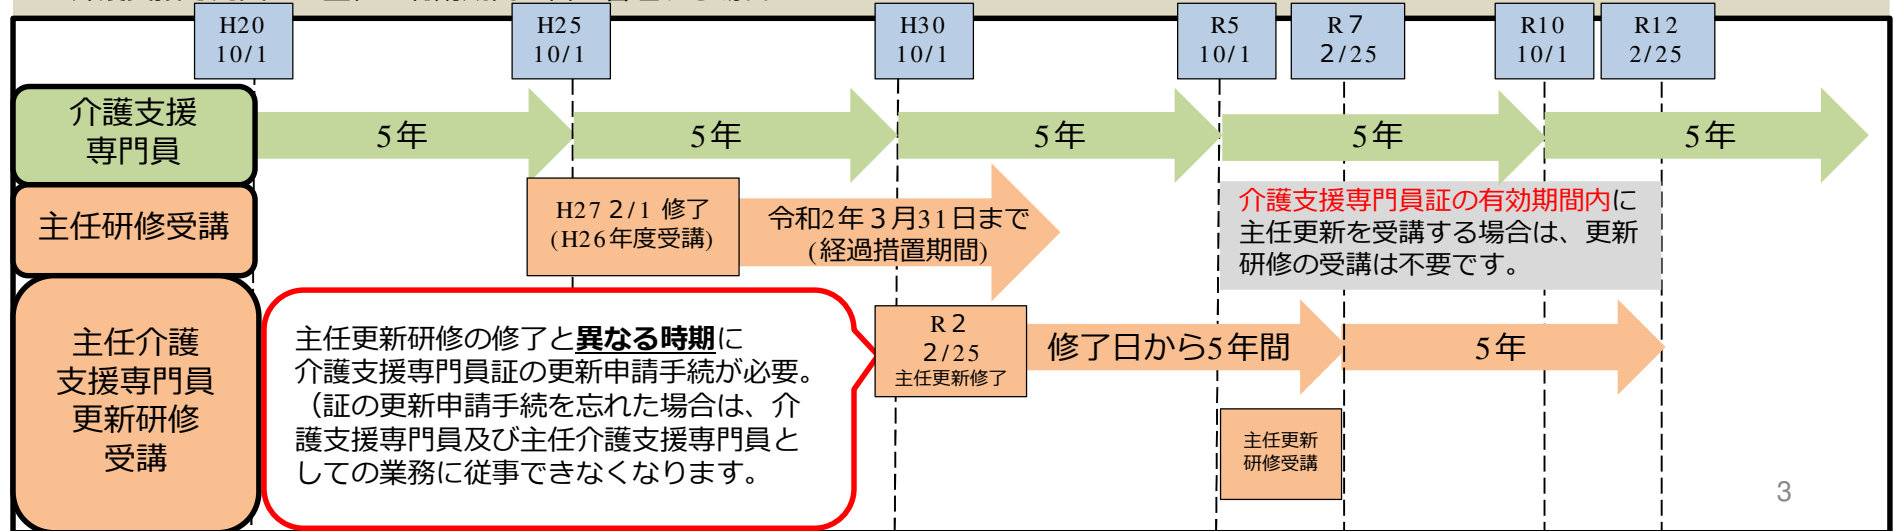 H20
10/1
H25
10/1
H30
10/1
R5
10/1
R７
２/25
R10
10/1
R12
2/25
介護支援
専門員
5年
5年
5年
5年
5年
主任研修受講
H27 2/1 修了
(H26年度受講)
令和2年３月31日まで
(経過措置期間)
介護支援専門員証の有効期間内に
主任更新を受講する場合は、更新
研修の受講は不要です。
主任介護
支援専門員
更新研修
受講
主任更新研修の修了と異なる時期に
介護支援専門員証の更新申請手続が必要。
（証の更新申請手続を忘れた場合は、介
護支援専門員及び主任介護支援専門員と
しての業務に従事できなくなります。
R２
２/25
主任更新修了
修了日から5年間
5年
主任更新
研修受講
3